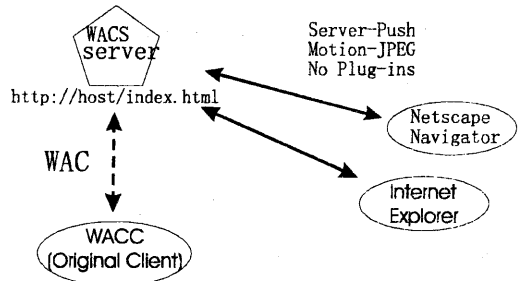 WACS
server
http://host/index.html
Server-Push
Motion-JPEG
No Plug-ins
Netscape
Navigator
WAC
Internet
Explorer
WACC
(Original Client)